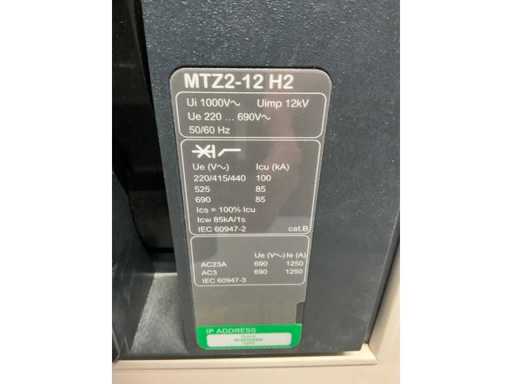 MTZ2-12 H2
Ui 1000V~ Uimp 12kV
Ue 220 ... 690V~
50/60 Hz
Ue (V~) Icu (kA)
220/415/440 100
525 85
690 85
Ics = 100% Icu
Icw 85kA/1s
IEC 60947-2 cat.B
Ue (V~) Ie (A)
AC23A 690 1250
AC3 690 1250
IEC 60947-3
IP ADDRESS